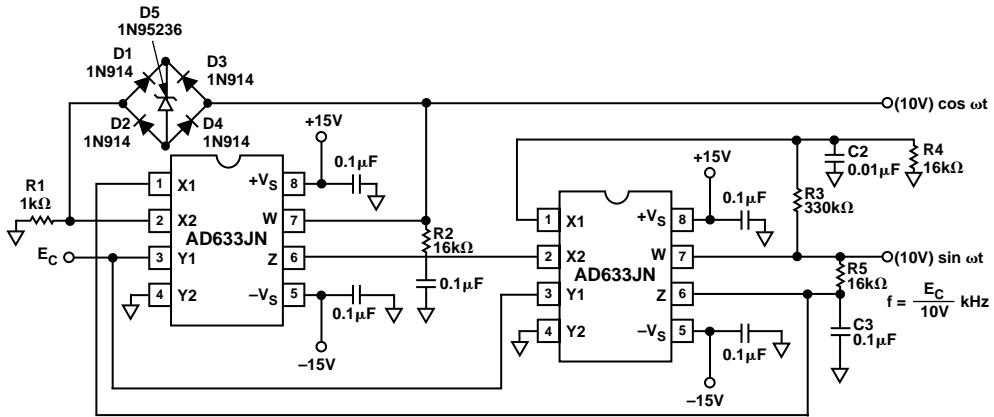 D5
1N95236
D1
1N914
D3
1N914
D2
1N914
D4
1N914
(10V) cos ωt
+15V
0.1μF
R1
1kΩ
1
X1
+VS
8
2
X2
W
7
AD633JN
EC
3
Y1
Z
6
4
Y2
–VS
5
R2
16kΩ
0.1μF
0.1μF
–15V
+15V
0.1μF
C2
0.01μF
R4
16kΩ
R3
330kΩ
1
X1
+VS
8
2
X2
W
7
AD633JN
3
Y1
Z
6
4
Y2
–VS
5
(10V) sin ωt
R5
16kΩ
f = EC/10V kHz
C3
0.1μF
0.1μF
–15V